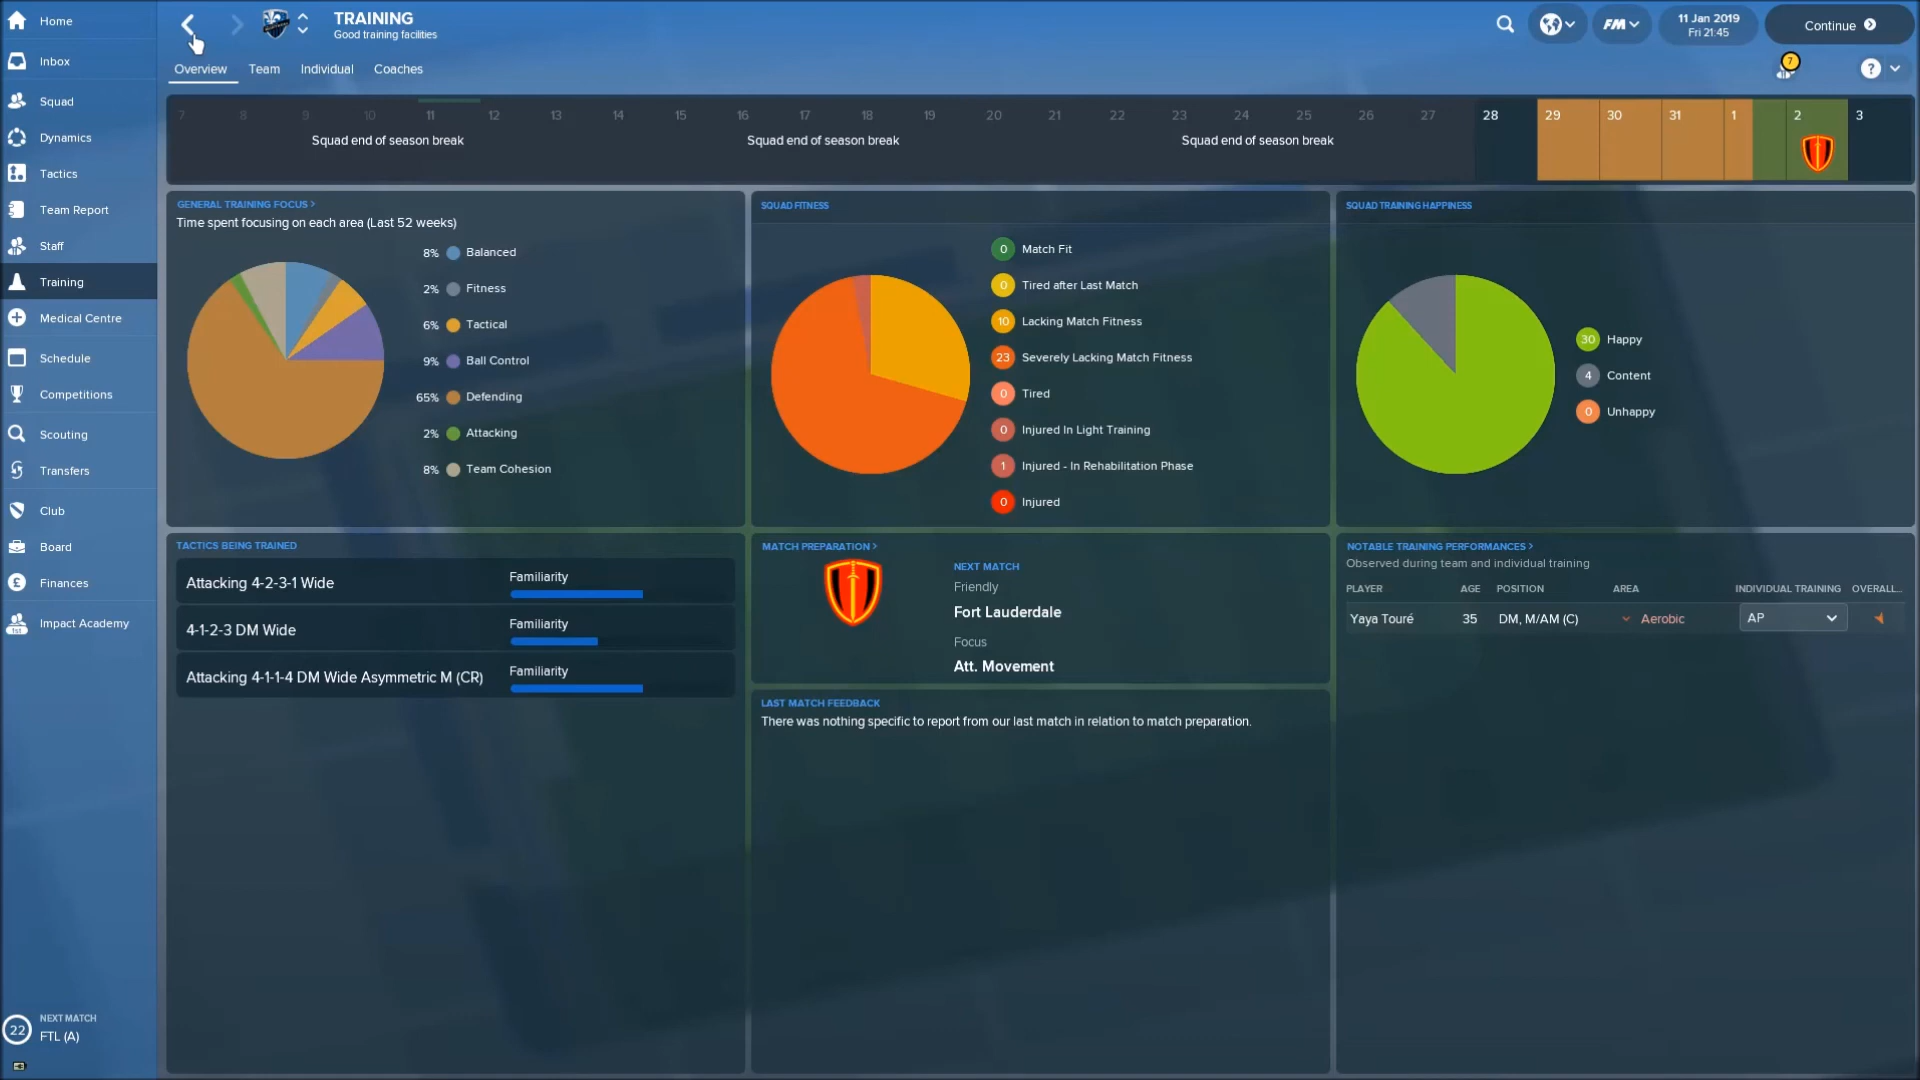 Home
Inbox
Squad
Dynamics
Tactics
Team Report
Staff
Training
Medical Centre
Schedule
Competitions
Scouting
Transfers
Club
Board
Finances
1st
Impact Academy
22
NEXT MATCH
FTL (A)
TRAINING
Good training facilities
FM
11 Jan 2019
Fri 21:45
Continue
Overview Team Individual Coaches
7
?
7 8 9 10 11 12 13 14 15 16 17 18 19 20 21 22 23 24 25 26 27 28 29 30 31 1 2 3
Squad end of season break Squad end of season break Squad end of season break
GENERAL TRAINING FOCUS >
Time spent focusing on each area (Last 52 weeks)
8% Balanced
2% Fitness
6% Tactical
9% Ball Control
65% Defending
2% Attacking
8% Team Cohesion
SQUAD FITNESS
0 Match Fit
0 Tired after Last Match
10 Lacking Match Fitness
23 Severely Lacking Match Fitness
0 Tired
0 Injured In Light Training
1 Injured - In Rehabilitation Phase
0 Injured
SQUAD TRAINING HAPPINESS
30 Happy
4 Content
0 Unhappy
TACTICS BEING TRAINED
Attacking 4-2-3-1 Wide Familiarity
4-1-2-3 DM Wide Familiarity
Attacking 4-1-1-4 DM Wide Asymmetric M (CR) Familiarity
MATCH PREPARATION >
NEXT MATCH
Friendly
Fort Lauderdale
Focus
Att. Movement
LAST MATCH FEEDBACK
There was nothing specific to report from our last match in relation to match preparation.
NOTABLE TRAINING PERFORMANCES >
Observed during team and individual training
PLAYER AGE POSITION AREA INDIVIDUAL TRAINING OVERALL...
Yaya Touré 35 DM, M/AM (C) Aerobic AP